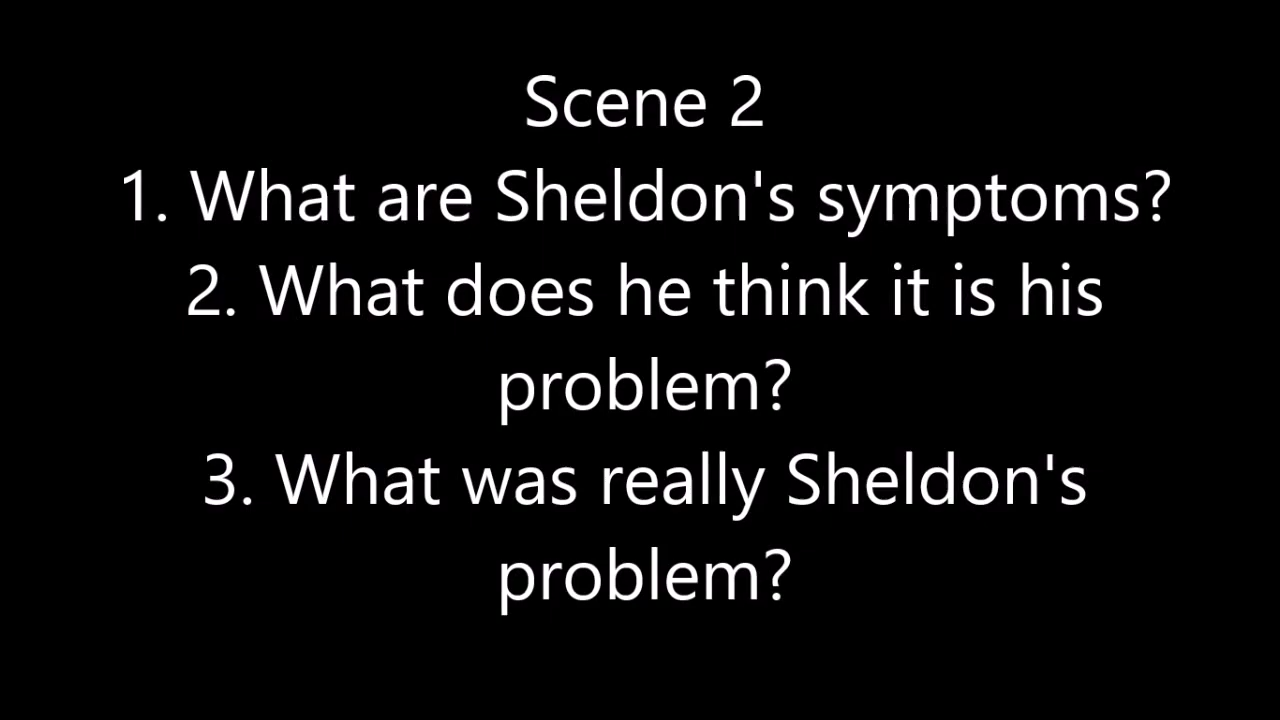 Scene 2
1. What are Sheldon's symptoms?
2. What does he think it is his
problem?
3. What was really Sheldon's
problem?